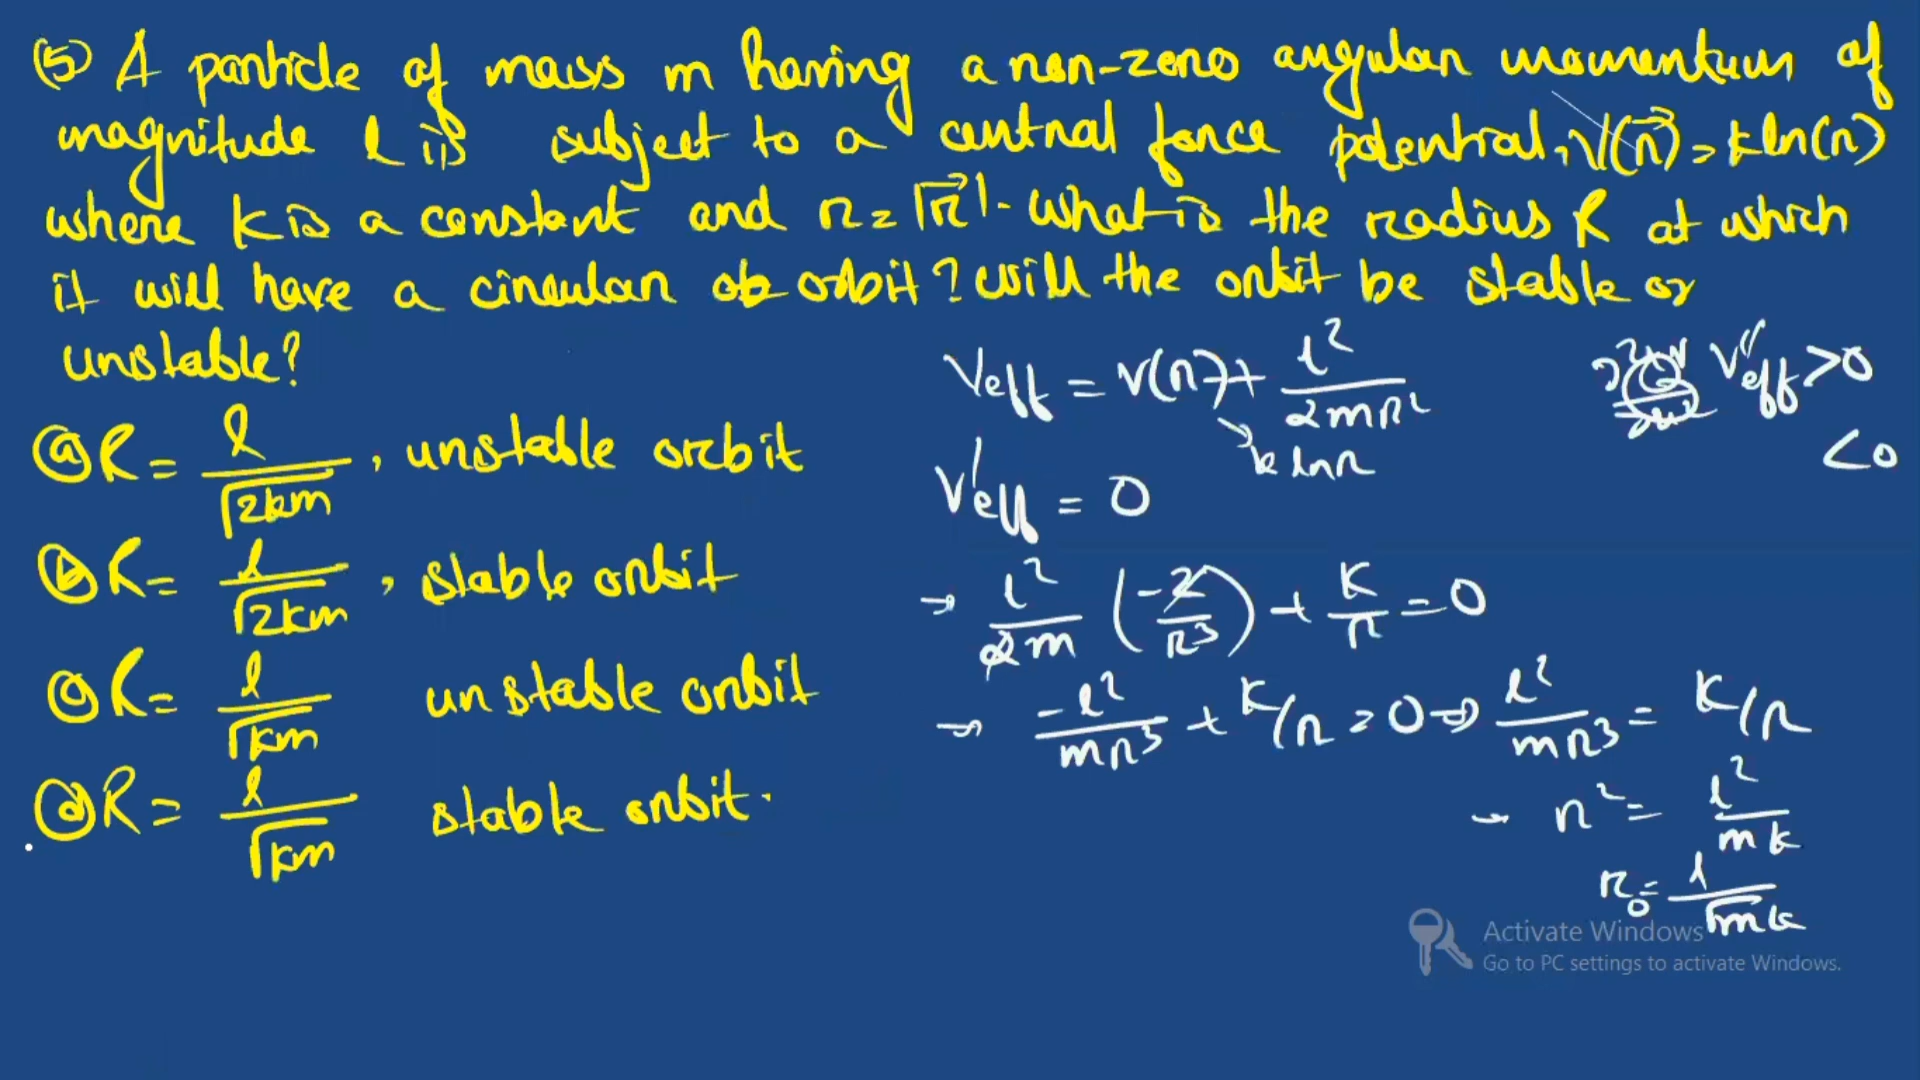 (5) A particle of mass m having a non-zero angular momentum of
magnitude l is subject to a central force potential, V(r⃗) = k ln(r)
where k is a constant and r = |r⃗|. What is the radius R at which
it will have a circular orbit? Will the orbit be stable or
unstable?
(a) R = l/√2km, unstable orbit
(b) R = l/√2km, stable orbit
(c) R = l/√km unstable orbit
(d) R = l/√km stable orbit.
Veff = V(r) + l²/2mr²
k lnr
V'eff = 0
→ l²/2m (-2/r³) + k/r = 0
→ -l²/mr³ + k/r = 0 → l²/mr³ = k/r
→ r² = l²/mk
r₀ = l/√mk
V''eff > 0
< 0
Activate Windows
Go to PC settings to activate Windows.